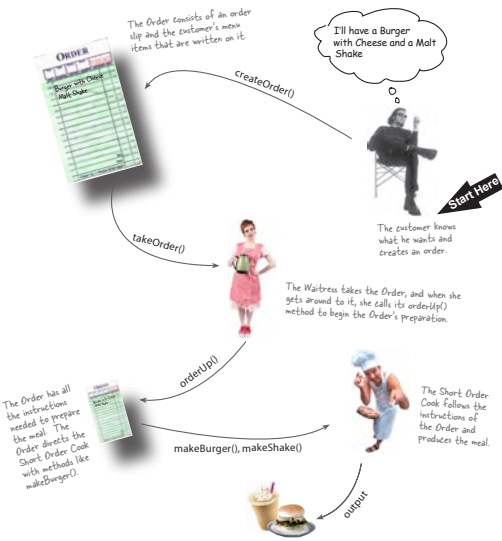 The Order consists of an order
slip and the customer's menu
items that are written on it.
I'll have a Burger
with Cheese and a Malt
Shake
ORDER
Burger with Cheese
Malt Shake
createOrder()
Start Here
The customer knows
what he wants and
creates an order.
takeOrder()
The Waitress takes the Order, and when she
gets around to it, she calls its orderUp()
method to begin the Order's preparation.
orderUp()
The Order has all
the instructions
needed to prepare
the meal. The
Order directs the
Short Order Cook
with methods like
makeBurger().
makeBurger(), makeShake()
The Short Order
Cook follows the
instructions of
the Order and
produces the meal.
output